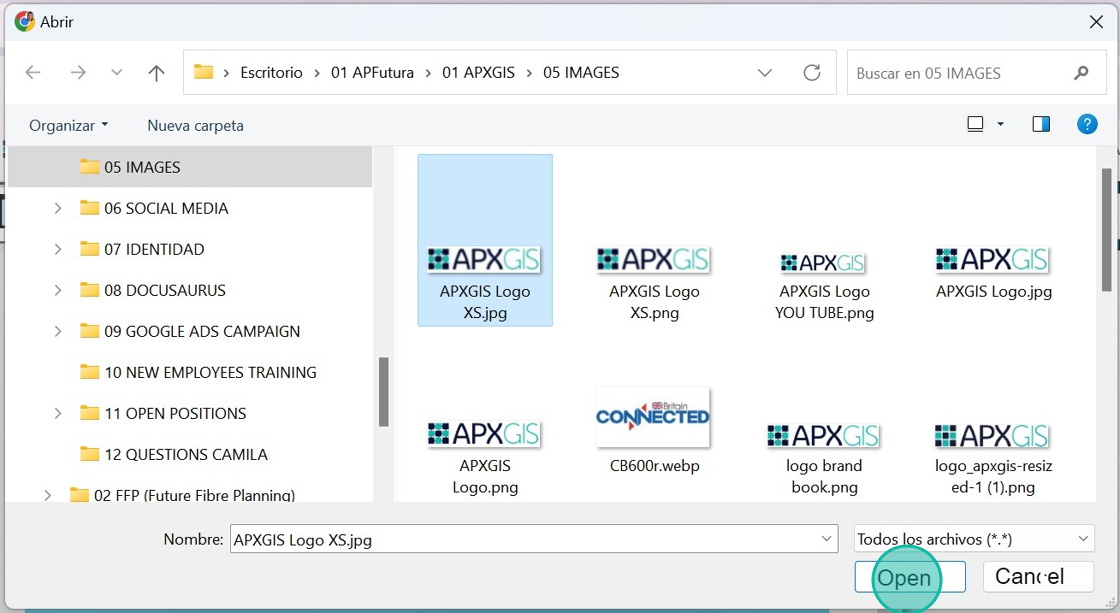 Abrir
Escritorio > 01 APFutura > 01 APXGIS > 05 IMAGES
Buscar en 05 IMAGES
Organizar
Nueva carpeta
05 IMAGES
06 SOCIAL MEDIA
07 IDENTIDAD
08 DOCUSAURUS
09 GOOGLE ADS CAMPAIGN
10 NEW EMPLOYEES TRAINING
11 OPEN POSITIONS
12 QUESTIONS CAMILA
02 FFP (Future Fibre Planning)
APXGIS
APXGIS Logo
XS.jpg
APXGIS
APXGIS Logo
XS.png
APXGIS
APXGIS Logo
YOU TUBE.png
APXGIS
APXGIS Logo.jpg
APXGIS
APXGIS
Logo.png
Britain
CONNECTED
CB600r.webp
APXGIS
logo brand
book.png
APXGIS
logo_apxgis-resiz
ed-1 (1).png
Nombre:
APXGIS Logo XS.jpg
Todos los archivos (*.*)
Open
Cancel